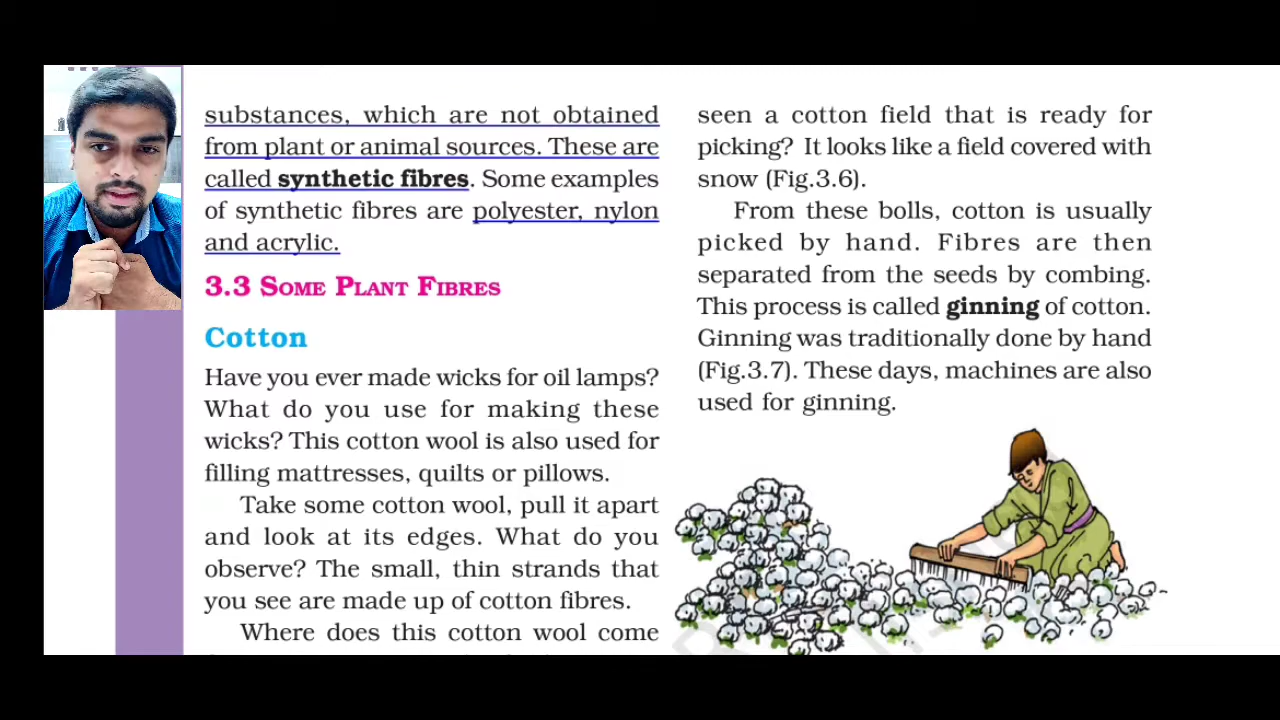 substances, which are not obtained
from plant or animal sources. These are
called synthetic fibres. Some examples
of synthetic fibres are polyester, nylon
and acrylic.
3.3 SOME PLANT FIBRES
Cotton
Have you ever made wicks for oil lamps?
What do you use for making these
wicks? This cotton wool is also used for
filling mattresses, quilts or pillows.
Take some cotton wool, pull it apart
and look at its edges. What do you
observe? The small, thin strands that
you see are made up of cotton fibres.
Where does this cotton wool come
seen a cotton field that is ready for
picking? It looks like a field covered with
snow (Fig.3.6).
From these bolls, cotton is usually
picked by hand. Fibres are then
separated from the seeds by combing.
This process is called ginning of cotton.
Ginning was traditionally done by hand
(Fig.3.7). These days, machines are also
used for ginning.